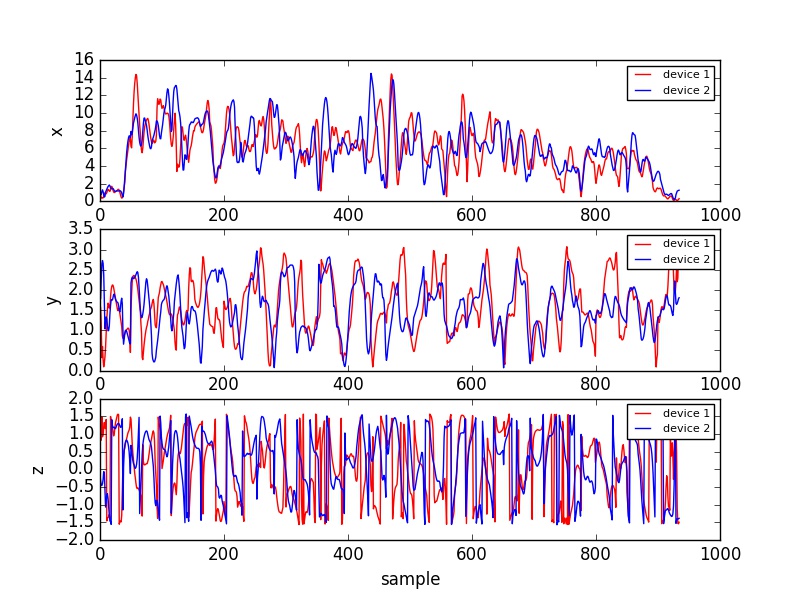 16
14
12
10
8
6
4
2
0
x
device 1
device 2
0 200 400 600 800 1000
3.5
3.0
2.5
2.0
1.5
1.0
0.5
0.0
y
device 1
device 2
0 200 400 600 800 1000
2.0
1.5
1.0
0.5
0.0
−0.5
−1.0
−1.5
−2.0
z
device 1
device 2
0 200 400 600 800 1000
sample